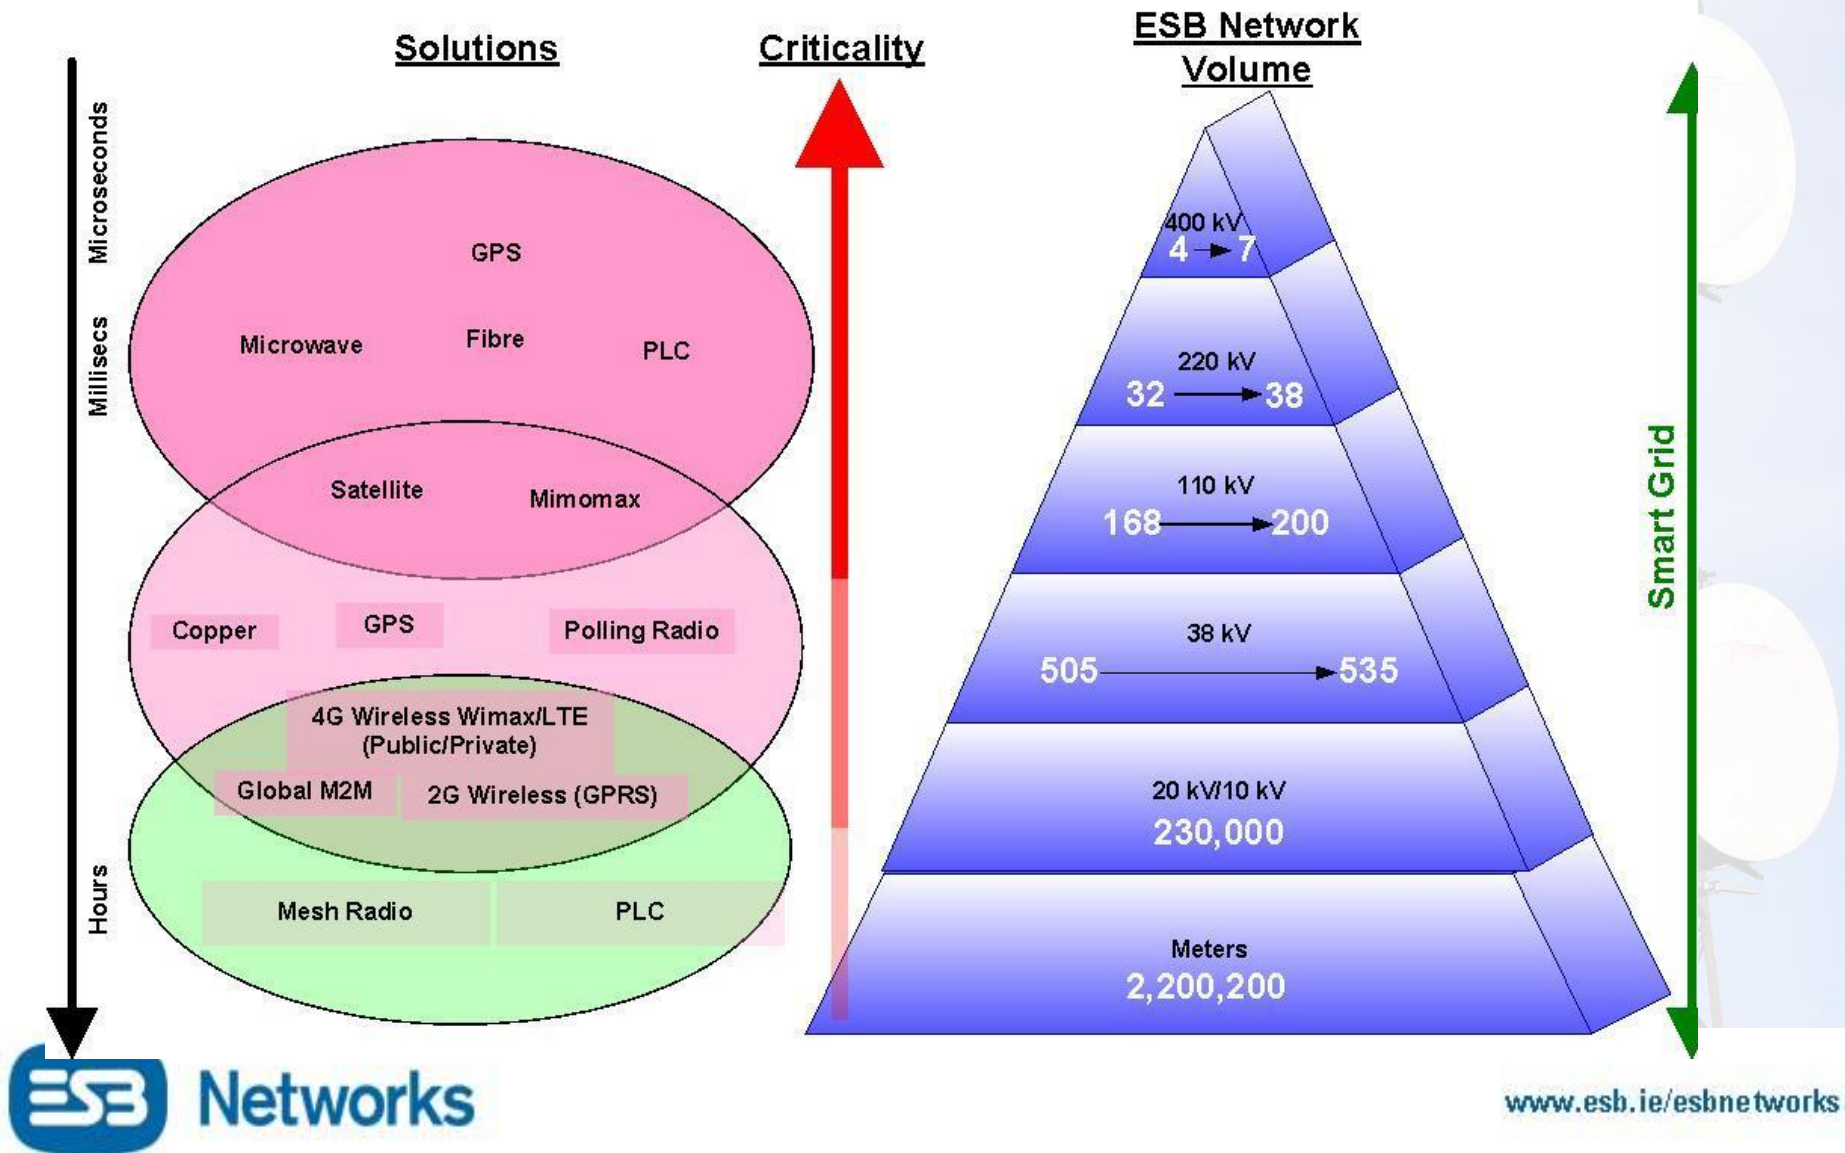 Solutions
Criticality
ESB Network
Volume
Microseconds
Millisecs
Hours
GPS
Microwave
Fibre
PLC
Satellite
Mimomax
Copper
GPS
Polling Radio
4G Wireless Wimax/LTE
(Public/Private)
Global M2M
2G Wireless (GPRS)
Mesh Radio
PLC
400 kV
4 7
220 kV
32 38
110 kV
168 200
38 kV
505 535
20 kV/10 kV
230,000
Meters
2,200,200
Smart Grid
ESB Networks
www.esb.ie/esbnetworks